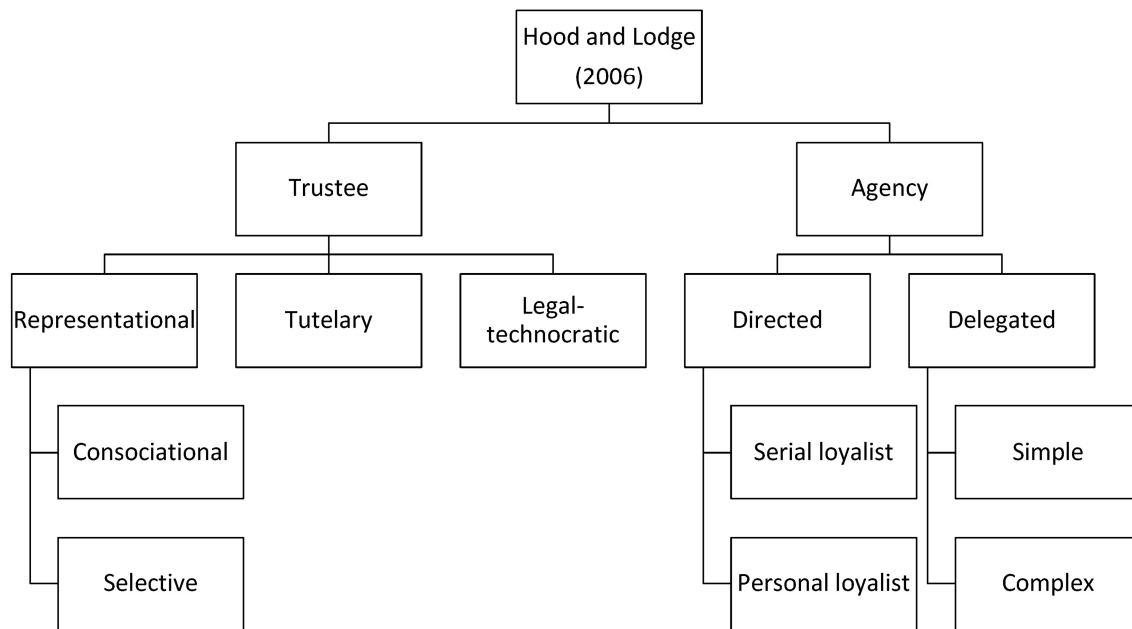 Hood and Lodge
(2006)
Trustee
Agency
Representational
Tutelary
Legal-
technocratic
Directed
Delegated
Consociational
Serial loyalist
Simple
Selective
Personal loyalist
Complex